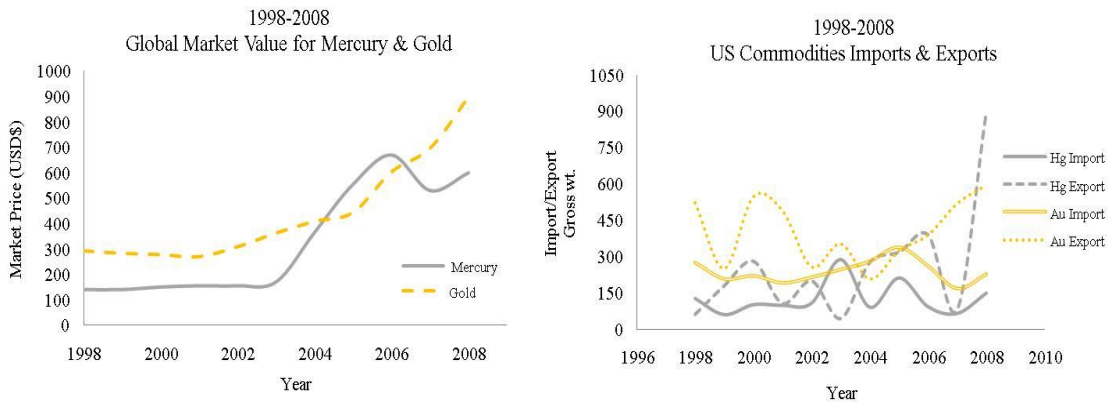 1998-2008
Global Market Value for Mercury & Gold
Market Price (USD$)
1000
900
800
700
600
500
400
300
200
100
0
1998 2000 2002 2004 2006 2008
Year
Mercury
Gold
1998-2008
US Commodities Imports & Exports
Import/Export
Gross wt.
1050
900
750
600
450
300
150
0
1996 1998 2000 2002 2004 2006 2008 2010
Year
Hg Import
Hg Export
Au Import
Au Export